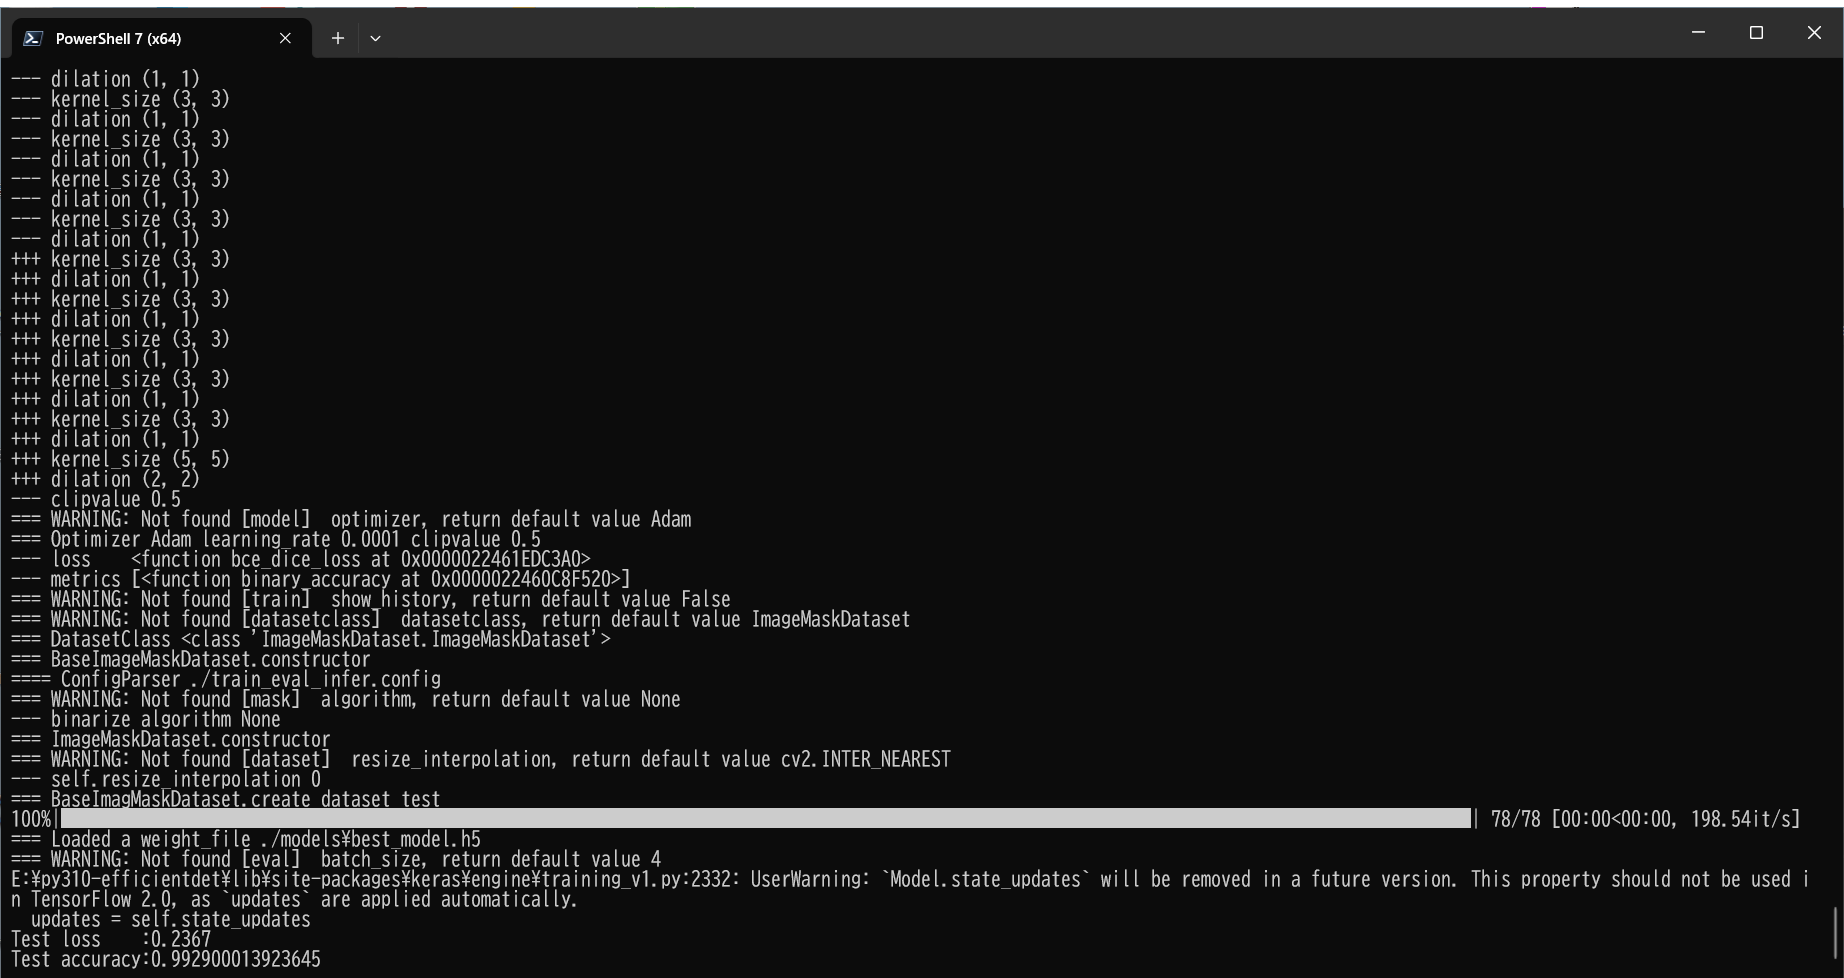 PowerShell 7 (x64)
--- dilation (1, 1)
--- kernel_size (3, 3)
--- dilation (1, 1)
--- kernel_size (3, 3)
--- dilation (1, 1)
--- kernel_size (3, 3)
--- dilation (1, 1)
--- kernel_size (3, 3)
--- dilation (1, 1)
+++ kernel_size (3, 3)
+++ dilation (1, 1)
+++ kernel_size (3, 3)
+++ dilation (1, 1)
+++ kernel_size (3, 3)
+++ dilation (1, 1)
+++ kernel_size (3, 3)
+++ dilation (1, 1)
+++ kernel_size (3, 3)
+++ dilation (1, 1)
+++ kernel_size (5, 5)
+++ dilation (2, 2)
--- clipvalue 0.5
=== WARNING: Not found [model]  optimizer, return default value Adam
=== Optimizer Adam learning_rate 0.0001 clipvalue 0.5
--- loss    <function bce_dice_loss at 0x0000022461EDC3A0>
--- metrics [<function binary_accuracy at 0x0000022460C8F520>]
=== WARNING: Not found [train]  show_history, return default value False
=== WARNING: Not found [datasetclass]  datasetclass, return default value ImageMaskDataset
=== DatasetClass <class 'ImageMaskDataset.ImageMaskDataset'>
=== BaseImageMaskDataset.constructor
==== ConfigParser ./train_eval_infer.config
=== WARNING: Not found [mask]  algorithm, return default value None
--- binarize algorithm None
=== ImageMaskDataset.constructor
=== WARNING: Not found [dataset]  resize_interpolation, return default value cv2.INTER_NEAREST
--- self.resize_interpolation 0
=== BaseImagMaskDataset.create dataset test
100%| | 78/78 [00:00<00:00, 198.54it/s]
=== Loaded a weight_file ./models¥best_model.h5
=== WARNING: Not found [eval]  batch_size, return default value 4
E:¥py310-efficientdet¥lib¥site-packages¥keras¥engine¥training_v1.py:2332: UserWarning: `Model.state_updates` will be removed in a future version. This property should not be used i
n TensorFlow 2.0, as `updates` are applied automatically.
  updates = self.state_updates
Test loss    :0.2367
Test accuracy:0.992900013923645